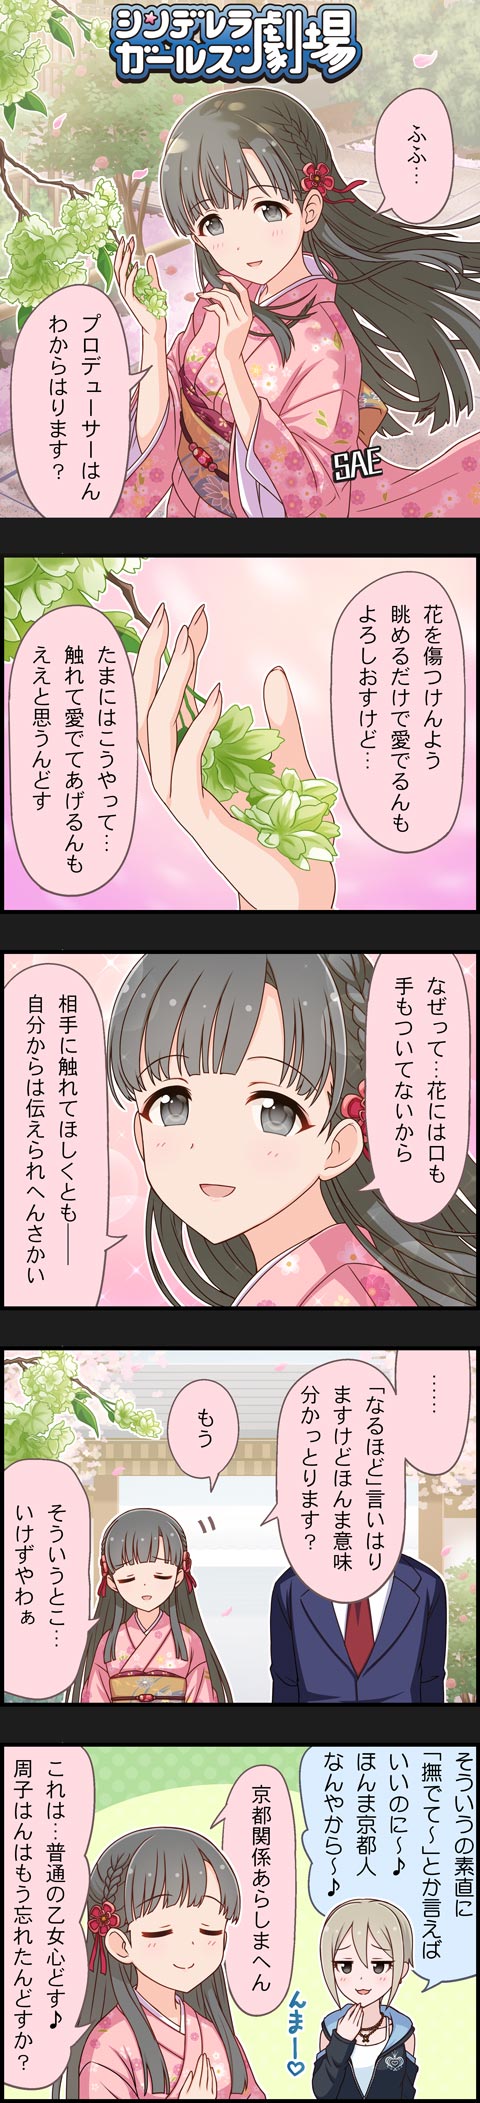 シンデレラ
ガールズ劇場
ふふ…
プロデューサーはん
わからはります？
SAE
花を傷つけんよう
眺めるだけで愛でるんも
よろしおすけど…
たまにはこうやって…
触れて愛でてあげるんも
ええと思うんどす
なぜって…花には口も
手もついてないから
相手に触れてほしくとも――
自分からは伝えられへんさかい
……
「なるほど」言いはり
ますけどほんま意味
分かっとります？
もう
そういうとこ…
いけずやわぁ
そういうの素直に
「撫でて〜」とか言えば
いいのに〜♪
ほんま京都人
なんやから〜♪
んまー♡
京都関係あらしまへん
これは…普通の乙女心どす♪
周子はんはもう忘れたんどすか？